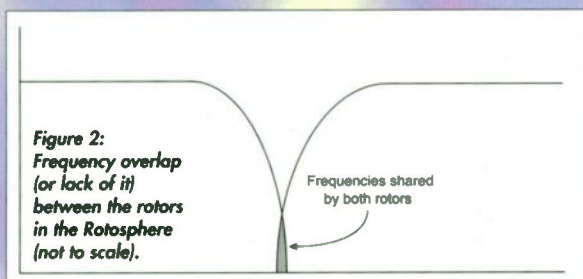 Figure 2:
Frequency overlap
(or lack of it)
between the rotors
in the Rotosphere
(not to scale).
Frequencies shared
by both rotors